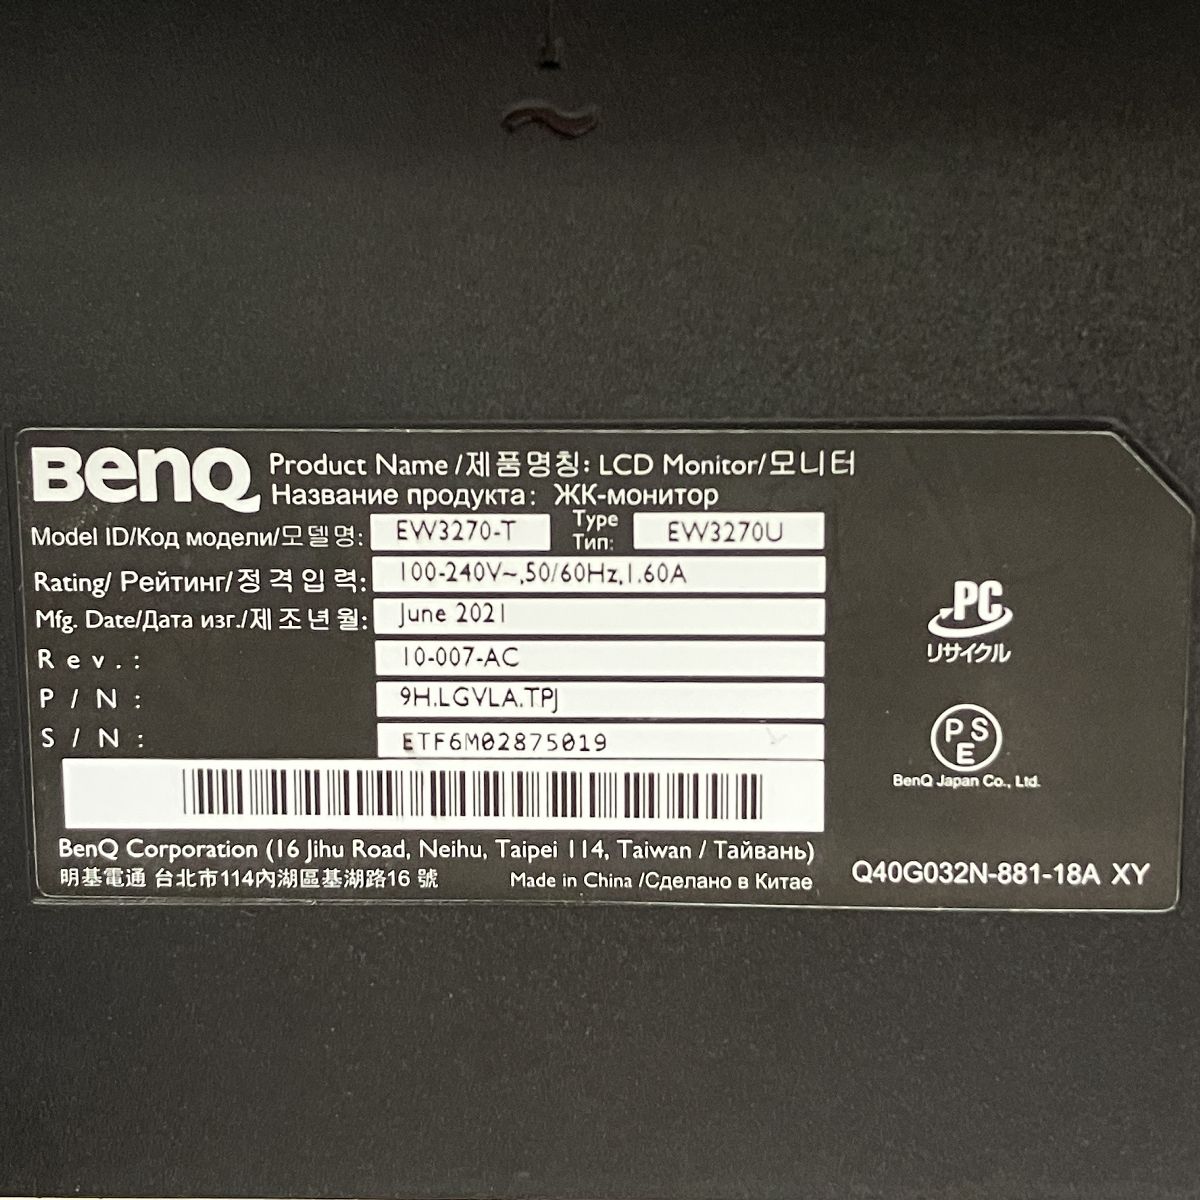 BenQ Product Name /제품명칭: LCD Monitor/모니터
Название продукта: ЖК-монитор
Model ID/Код модели/모델명: EW3270-T Type Тип: EW3270U
Rating/ Рейтинг/정격입력: 100-240V~,50/60Hz,1.60A
Mfg. Date/Дата изг./제조년월: June 2021
Rev.: 10-007-AC
P/N: 9H.LGVLA.TPJ
S/N: ETF6M02875019
PC
リサイクル
PSE
BenQ Japan Co., Ltd.
BenQ Corporation (16 Jihu Road, Neihu, Taipei 114, Taiwan / Тайвань)
明基電通 台北市114內湖區基湖路16 號 Made in China /Сделано в Китае
Q40G032N-881-18A XY